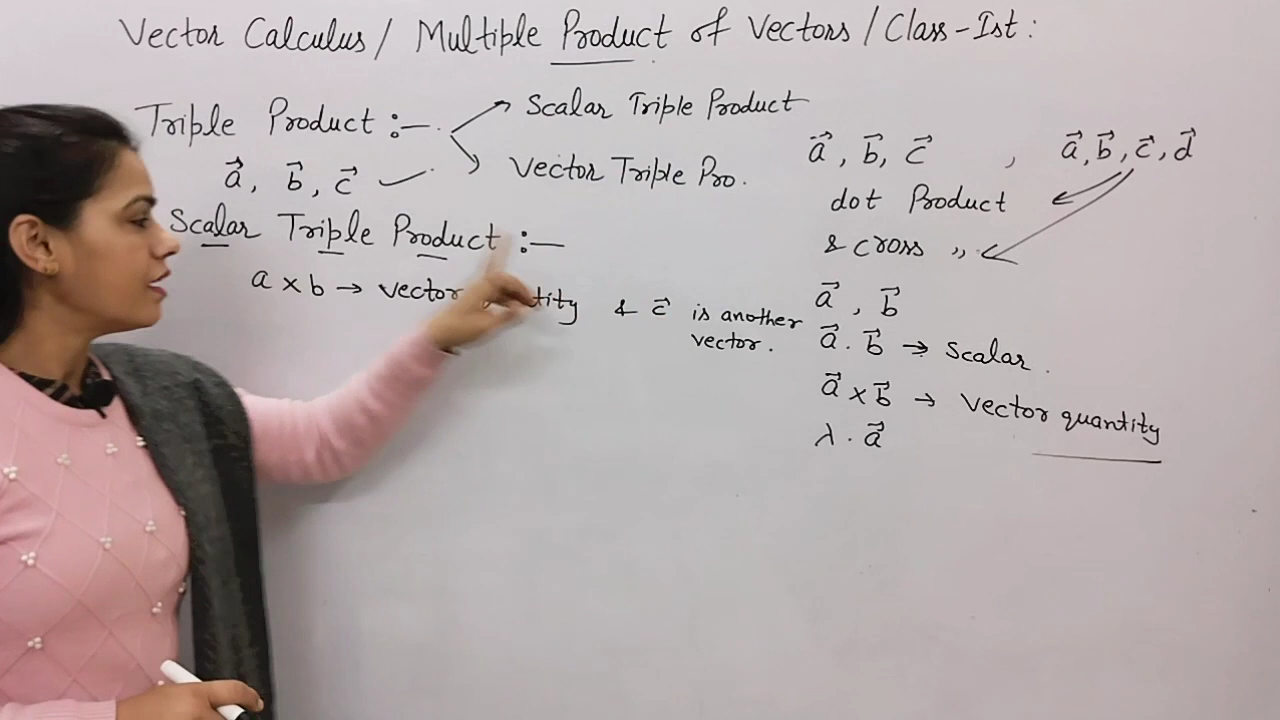 Vector Calculus / Multiple Product of Vectors / Class-Ist:
Triple Product :-
Scalar Triple Product
Vector Triple Pro.
a⃗, b⃗, c⃗
Scalar Triple Product :-
a × b → vector
& c⃗ is another
vector.
a⃗, b⃗, c⃗ , a⃗, b⃗, c⃗, d⃗
dot Product
& cross „
a⃗, b⃗
a⃗ . b⃗ → Scalar.
a⃗ × b⃗ → Vector quantity
λ . a⃗